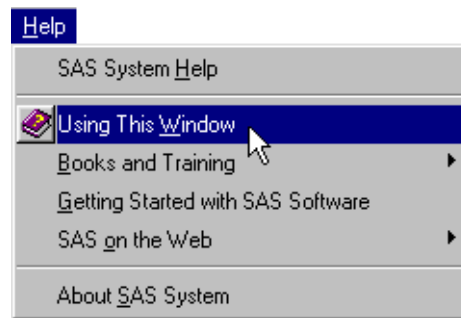 Help
SAS System Help
Using This Window
Books and Training
Getting Started with SAS Software
SAS on the Web
About SAS System